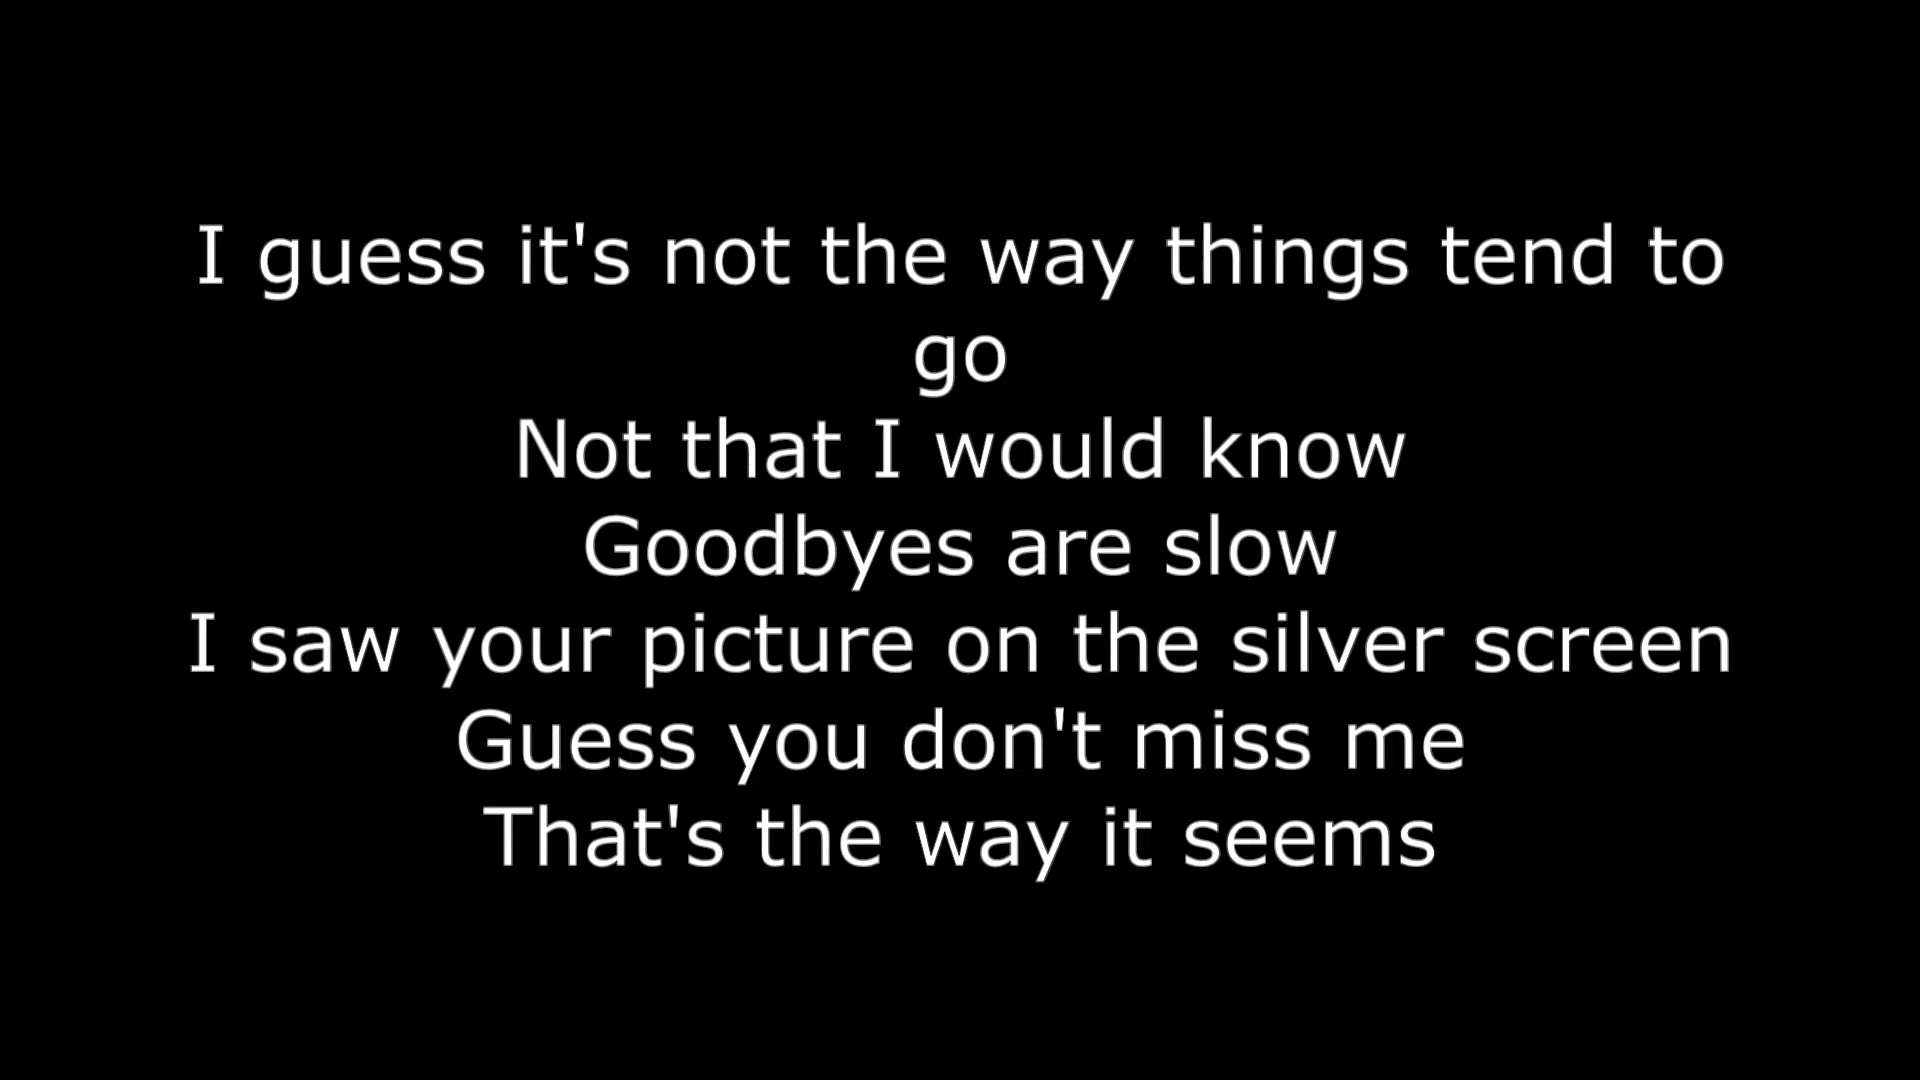 I guess it's not the way things tend to
go
Not that I would know
Goodbyes are slow
I saw your picture on the silver screen
Guess you don't miss me
That's the way it seems